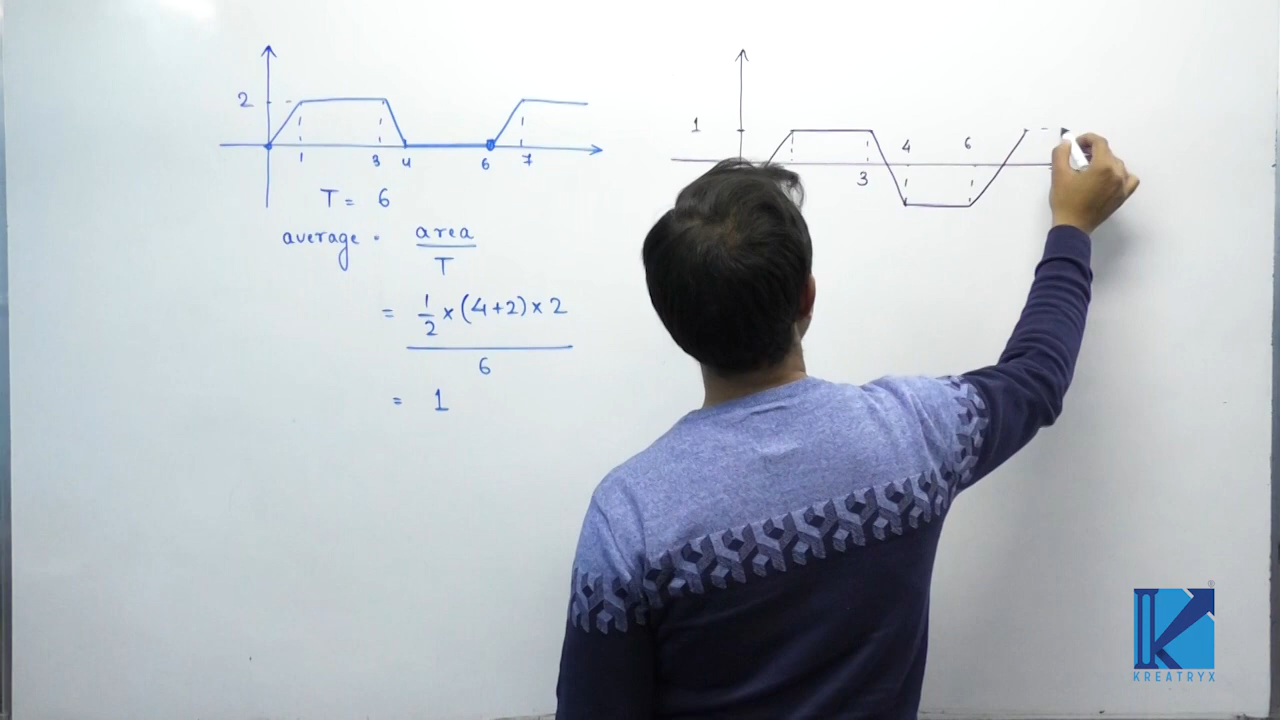 2
1 3 4 6 7
T = 6
average = area
T
= 1/2 × (4+2) × 2
6
= 1
1
3 4 6
KREATRYX
®